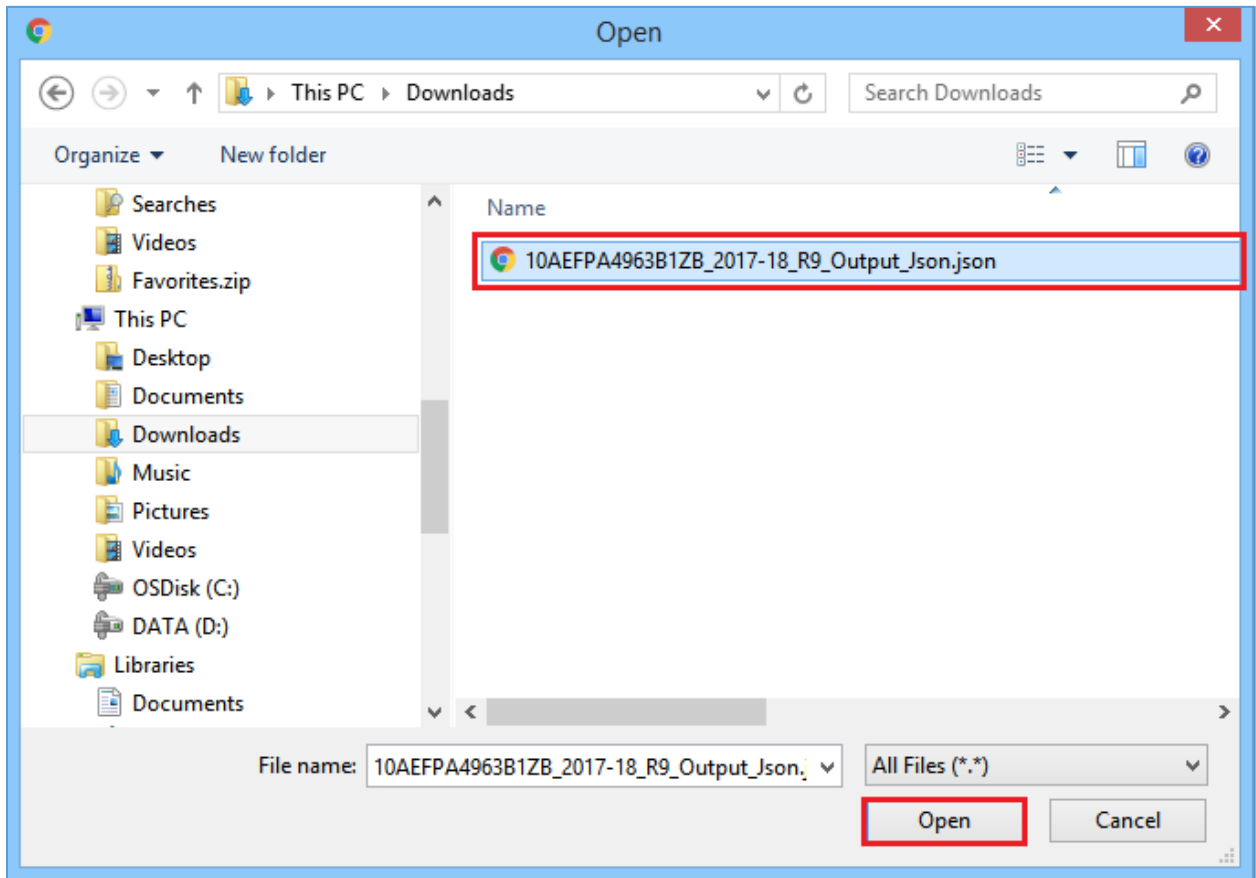 Open
This PC Downloads
Search Downloads
Organize
New folder
Searches
Videos
Favorites.zip
This PC
Desktop
Documents
Downloads
Music
Pictures
Videos
OSDisk (C:)
DATA (D:)
Libraries
Documents
Name
10AEFPA4963B1ZB_2017-18_R9_Output_Json.json
File name: 10AEFPA4963B1ZB_2017-18_R9_Output_Json.j
All Files (*.*)
Open
Cancel